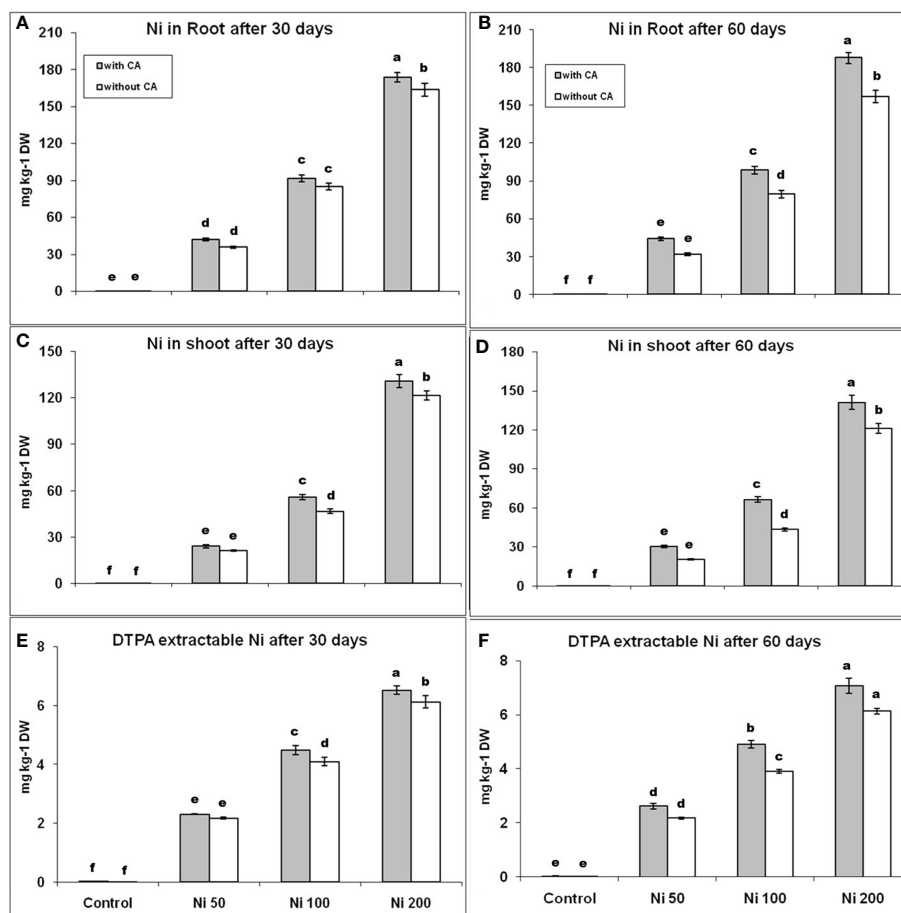 A
Ni in Root after 30 days
210
180
150
120
90
60
30
0
mg kg-1 DW
with CA
without CA
e e
d d
c c
a b
B
Ni in Root after 60 days
210
180
150
120
90
60
30
0
mg kg-1 DW
with CA
without CA
f f
e e
c d
a b
C
Ni in shoot after 30 days
150
120
90
60
30
0
mg kg-1 DW
f f
e e
c d
a b
D
Ni in shoot after 60 days
180
150
120
90
60
30
0
mg kg-1 DW
f f
e e
c d
a b
E
DTPA extractable Ni after 30 days
8
6
4
2
0
mg kg-1 DW
f f
e e
c d
a b
Control Ni 50 Ni 100 Ni 200
F
DTPA extractable Ni after 60 days
8
6
4
2
0
mg kg-1 DW
e e
d d
b c
a a
Control Ni 50 Ni 100 Ni 200